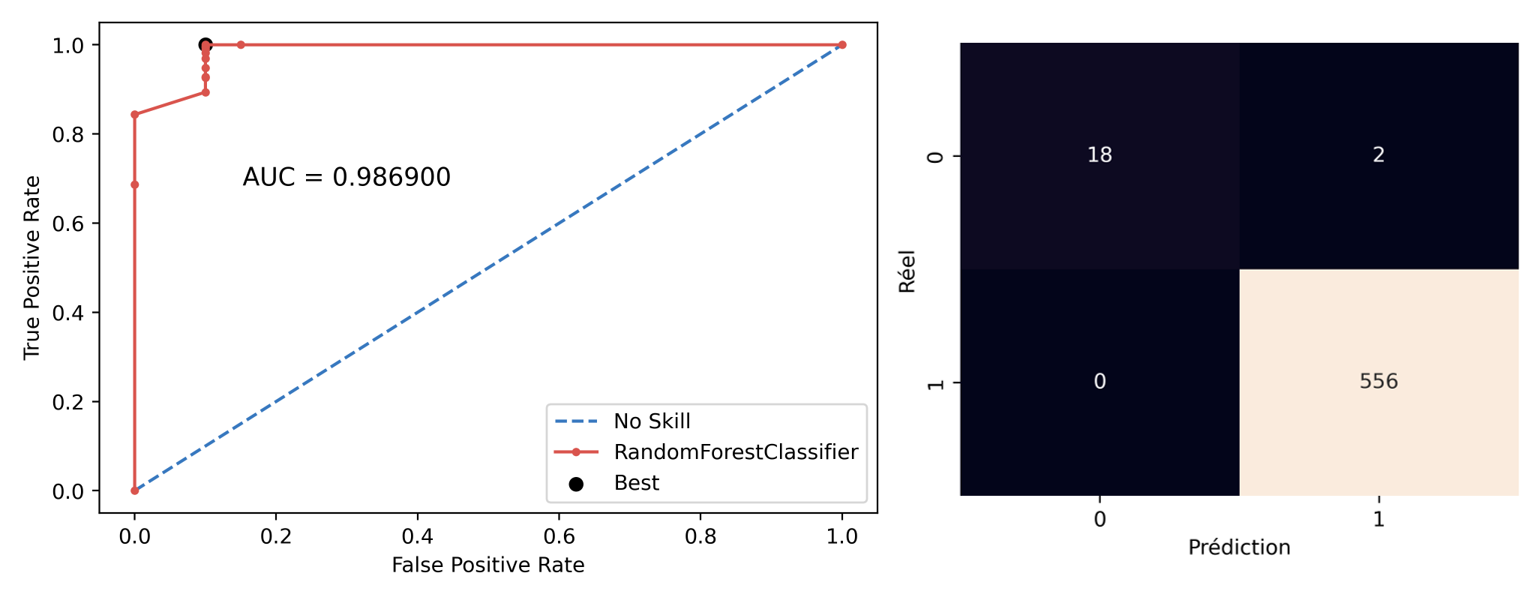 1.0
0.8
0.6
0.4
0.2
0.0
True Positive Rate
AUC = 0.986900
No Skill
RandomForestClassifier
Best
0.0 0.2 0.4 0.6 0.8 1.0
False Positive Rate
Réel
0
1
18 2
0 556
0 1
Prédiction